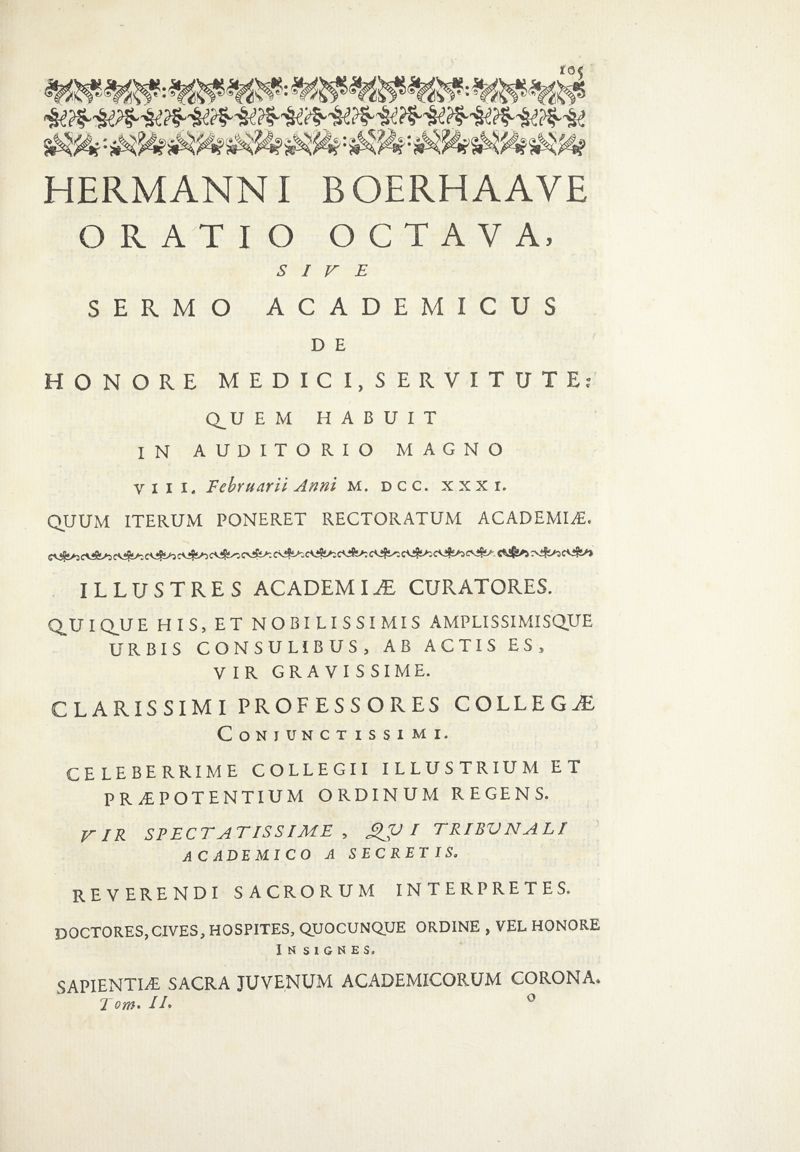 105
HERMANNI BOERHAAVE
ORATIO OCTAVA,
SIVE
SERMO ACADEMICUS
DE
HONORE MEDICI, SERVITUTE:
QUEM HABUIT
IN AUDITORIO MAGNO
VIII. Februarii Anni M. DCC. XXXI.
QUUM ITERUM PONERET RECTORATUM ACADEMIÆ.
ILLUSTRES ACADEMIÆ CURATORES.
QUIQUE HIS, ET NOBILISSIMIS AMPLISSIMISQUE
URBIS CONSULIBUS, AB ACTIS ES,
VIR GRAVISSIME.
CLARISSIMI PROFESSORES COLLEGÆ
CONJUNCTISSIMI.
CELEBERRIME COLLEGII ILLUSTRIUM ET
PRÆPOTENTIUM ORDINUM REGENS.
VIR SPECTATISSIME, QUI TRIBUNALI
ACADEMICO A SECRETIS.
REVERENDI SACRORUM INTERPRETES.
DOCTORES, CIVES, HOSPITES, QUOCUNQUE ORDINE, VEL HONORE
INSIGNES.
SAPIENTIÆ SACRA JUVENUM ACADEMICORUM CORONA.
Tom. II. O